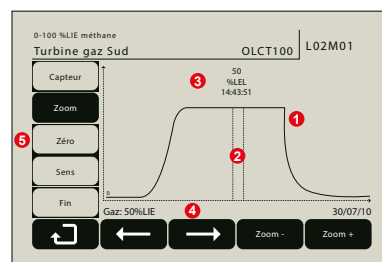 0-100 %LIE méthane
Turbine gaz Sud
OLCT100
L02M01
Capteur
Zoom
Zéro
Sens
Fin
50
%LEL
14:43:51
3
1
2
5
4
0
Gaz: 50%LIE
30/07/10
Zoom -
Zoom +